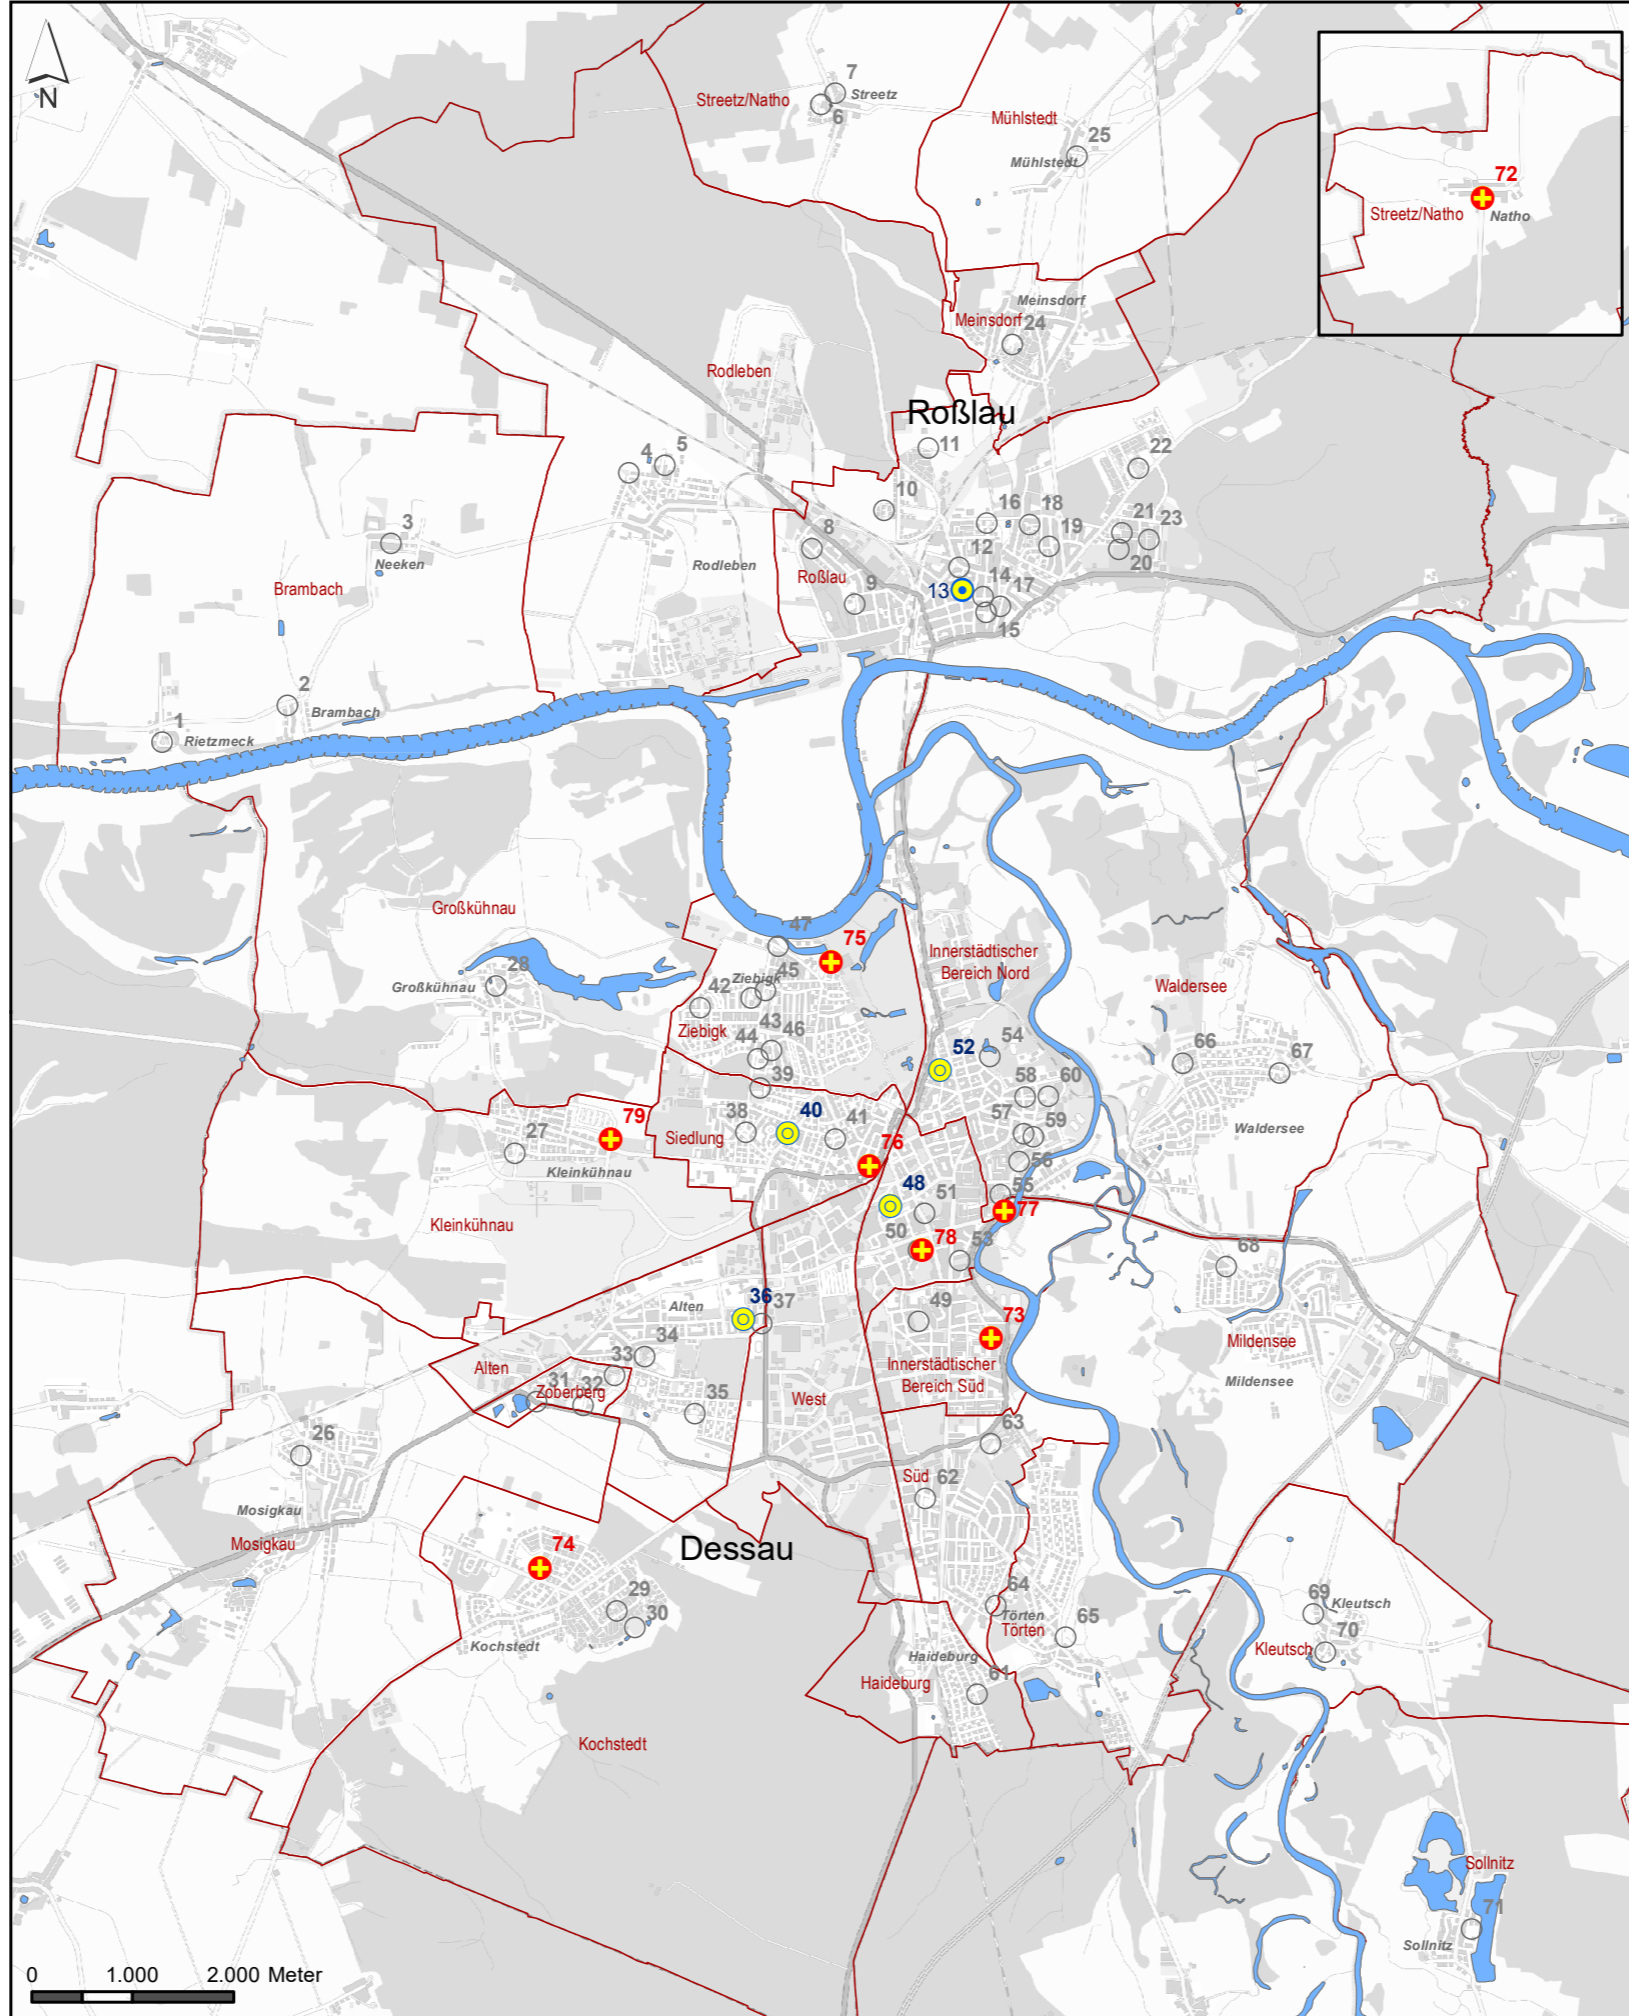 7
Streetz
Streetz/Natho
6
Mühlstedt
25
Mühlstedt
N
72
Streetz/Natho
Natho
Meinsdorf
Meinsdorf
24
Rodleben
Roßlau
11
22
4
5
10
16
18
21
23
3
8
12
19
Neeken
Rodleben
20
Roßlau
14
17
Brambach
9
13
15
2
Brambach
1
Rietzmeck
Großkühnau
47
75
Innerstädtischer
Bereich Nord
28
Ziebigk
45
Großkühnau
42
Waldersee
Ziebigk
43
46
44
52
54
66
67
39
58
60
79
38
40
41
57
59
Siedlung
Waldersee
27
76
56
Kleinkühnau
48
51
55
77
Kleinkühnau
50
78
53
68
36
37
49
Alten
73
34
Mildensee
33
Innerstädtischer
Bereich Süd
Alten
31
32
Zoberberg
35
West
Mildensee
26
63
Süd
62
Mosigkau
Mosigkau
74
Dessau
29
30
64
69
Kleutsch
Törten
Törten
65
Kochstedt
70
Kleutsch
Haideburg
Haideburg
61
Kochstedt
Sollnitz
71
Sollnitz
0
1.000
2.000 Meter